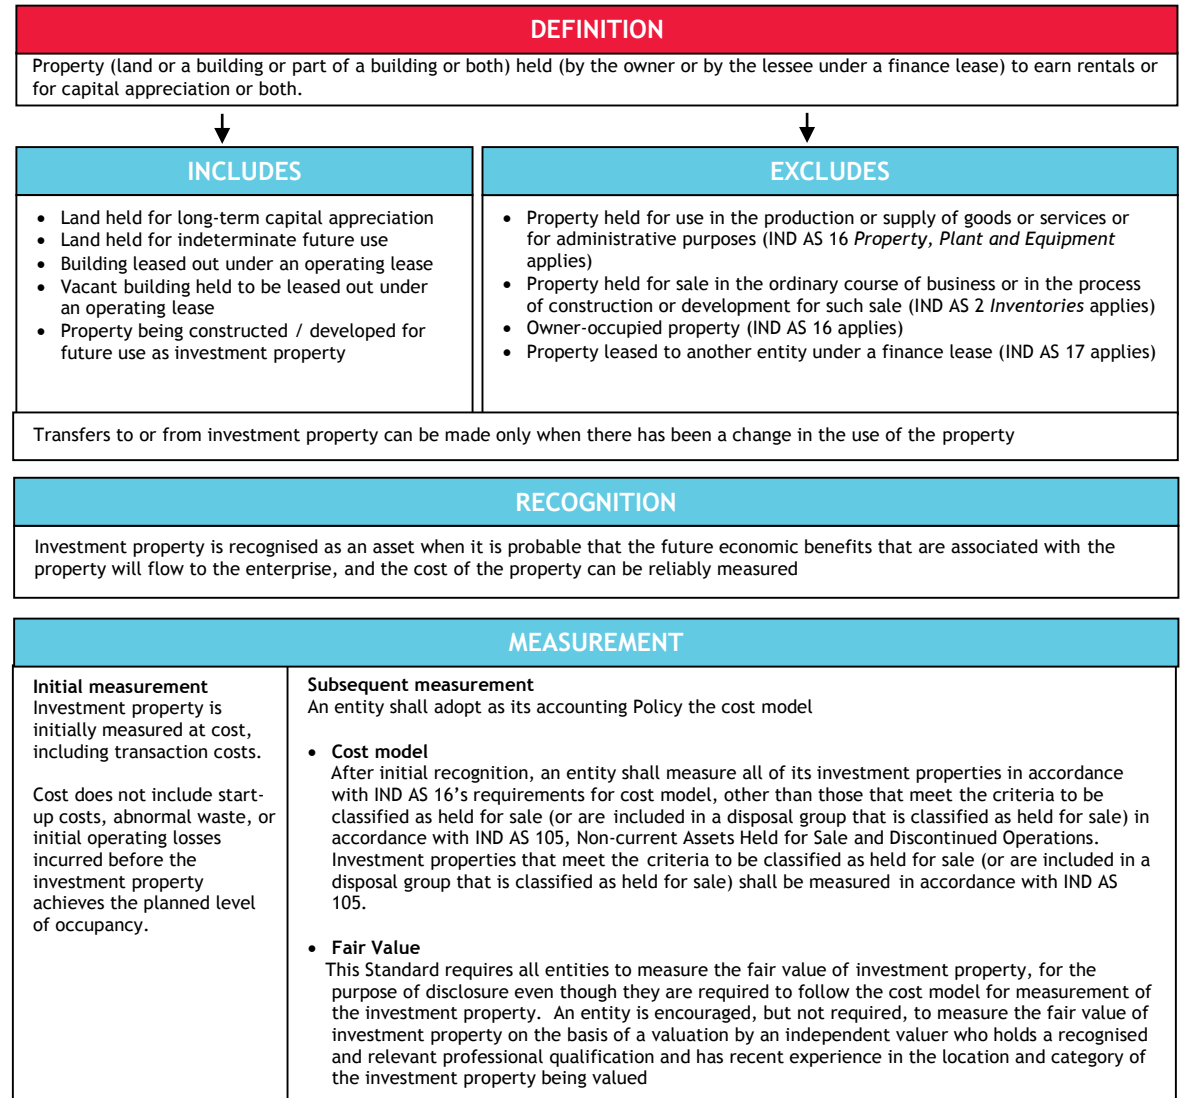 DEFINITION
Property (land or a building or part of a building or both) held (by the owner or by the lessee under a finance lease) to earn rentals or
for capital appreciation or both.
INCLUDES
• Land held for long-term capital appreciation
• Land held for indeterminate future use
• Building leased out under an operating lease
• Vacant building held to be leased out under
an operating lease
• Property being constructed / developed for
future use as investment property
EXCLUDES
• Property held for use in the production or supply of goods or services or
for administrative purposes (IND AS 16 Property, Plant and Equipment
applies)
• Property held for sale in the ordinary course of business or in the process
of construction or development for such sale (IND AS 2 Inventories applies)
• Owner-occupied property (IND AS 16 applies)
• Property leased to another entity under a finance lease (IND AS 17 applies)
Transfers to or from investment property can be made only when there has been a change in the use of the property
RECOGNITION
Investment property is recognised as an asset when it is probable that the future economic benefits that are associated with the
property will flow to the enterprise, and the cost of the property can be reliably measured
MEASUREMENT
Initial measurement
Investment property is
initially measured at cost,
including transaction costs.
Cost does not include start-
up costs, abnormal waste, or
initial operating losses
incurred before the
investment property
achieves the planned level
of occupancy.
Subsequent measurement
An entity shall adopt as its accounting Policy the cost model
• Cost model
After initial recognition, an entity shall measure all of its investment properties in accordance
with IND AS 16’s requirements for cost model, other than those that meet the criteria to be
classified as held for sale (or are included in a disposal group that is classified as held for sale) in
accordance with IND AS 105, Non-current Assets Held for Sale and Discontinued Operations.
Investment properties that meet the criteria to be classified as held for sale (or are included in a
disposal group that is classified as held for sale) shall be measured in accordance with IND AS
105.
• Fair Value
This Standard requires all entities to measure the fair value of investment property, for the
purpose of disclosure even though they are required to follow the cost model for measurement of
the investment property. An entity is encouraged, but not required, to measure the fair value of
investment property on the basis of a valuation by an independent valuer who holds a recognised
and relevant professional qualification and has recent experience in the location and category of
the investment property being valued